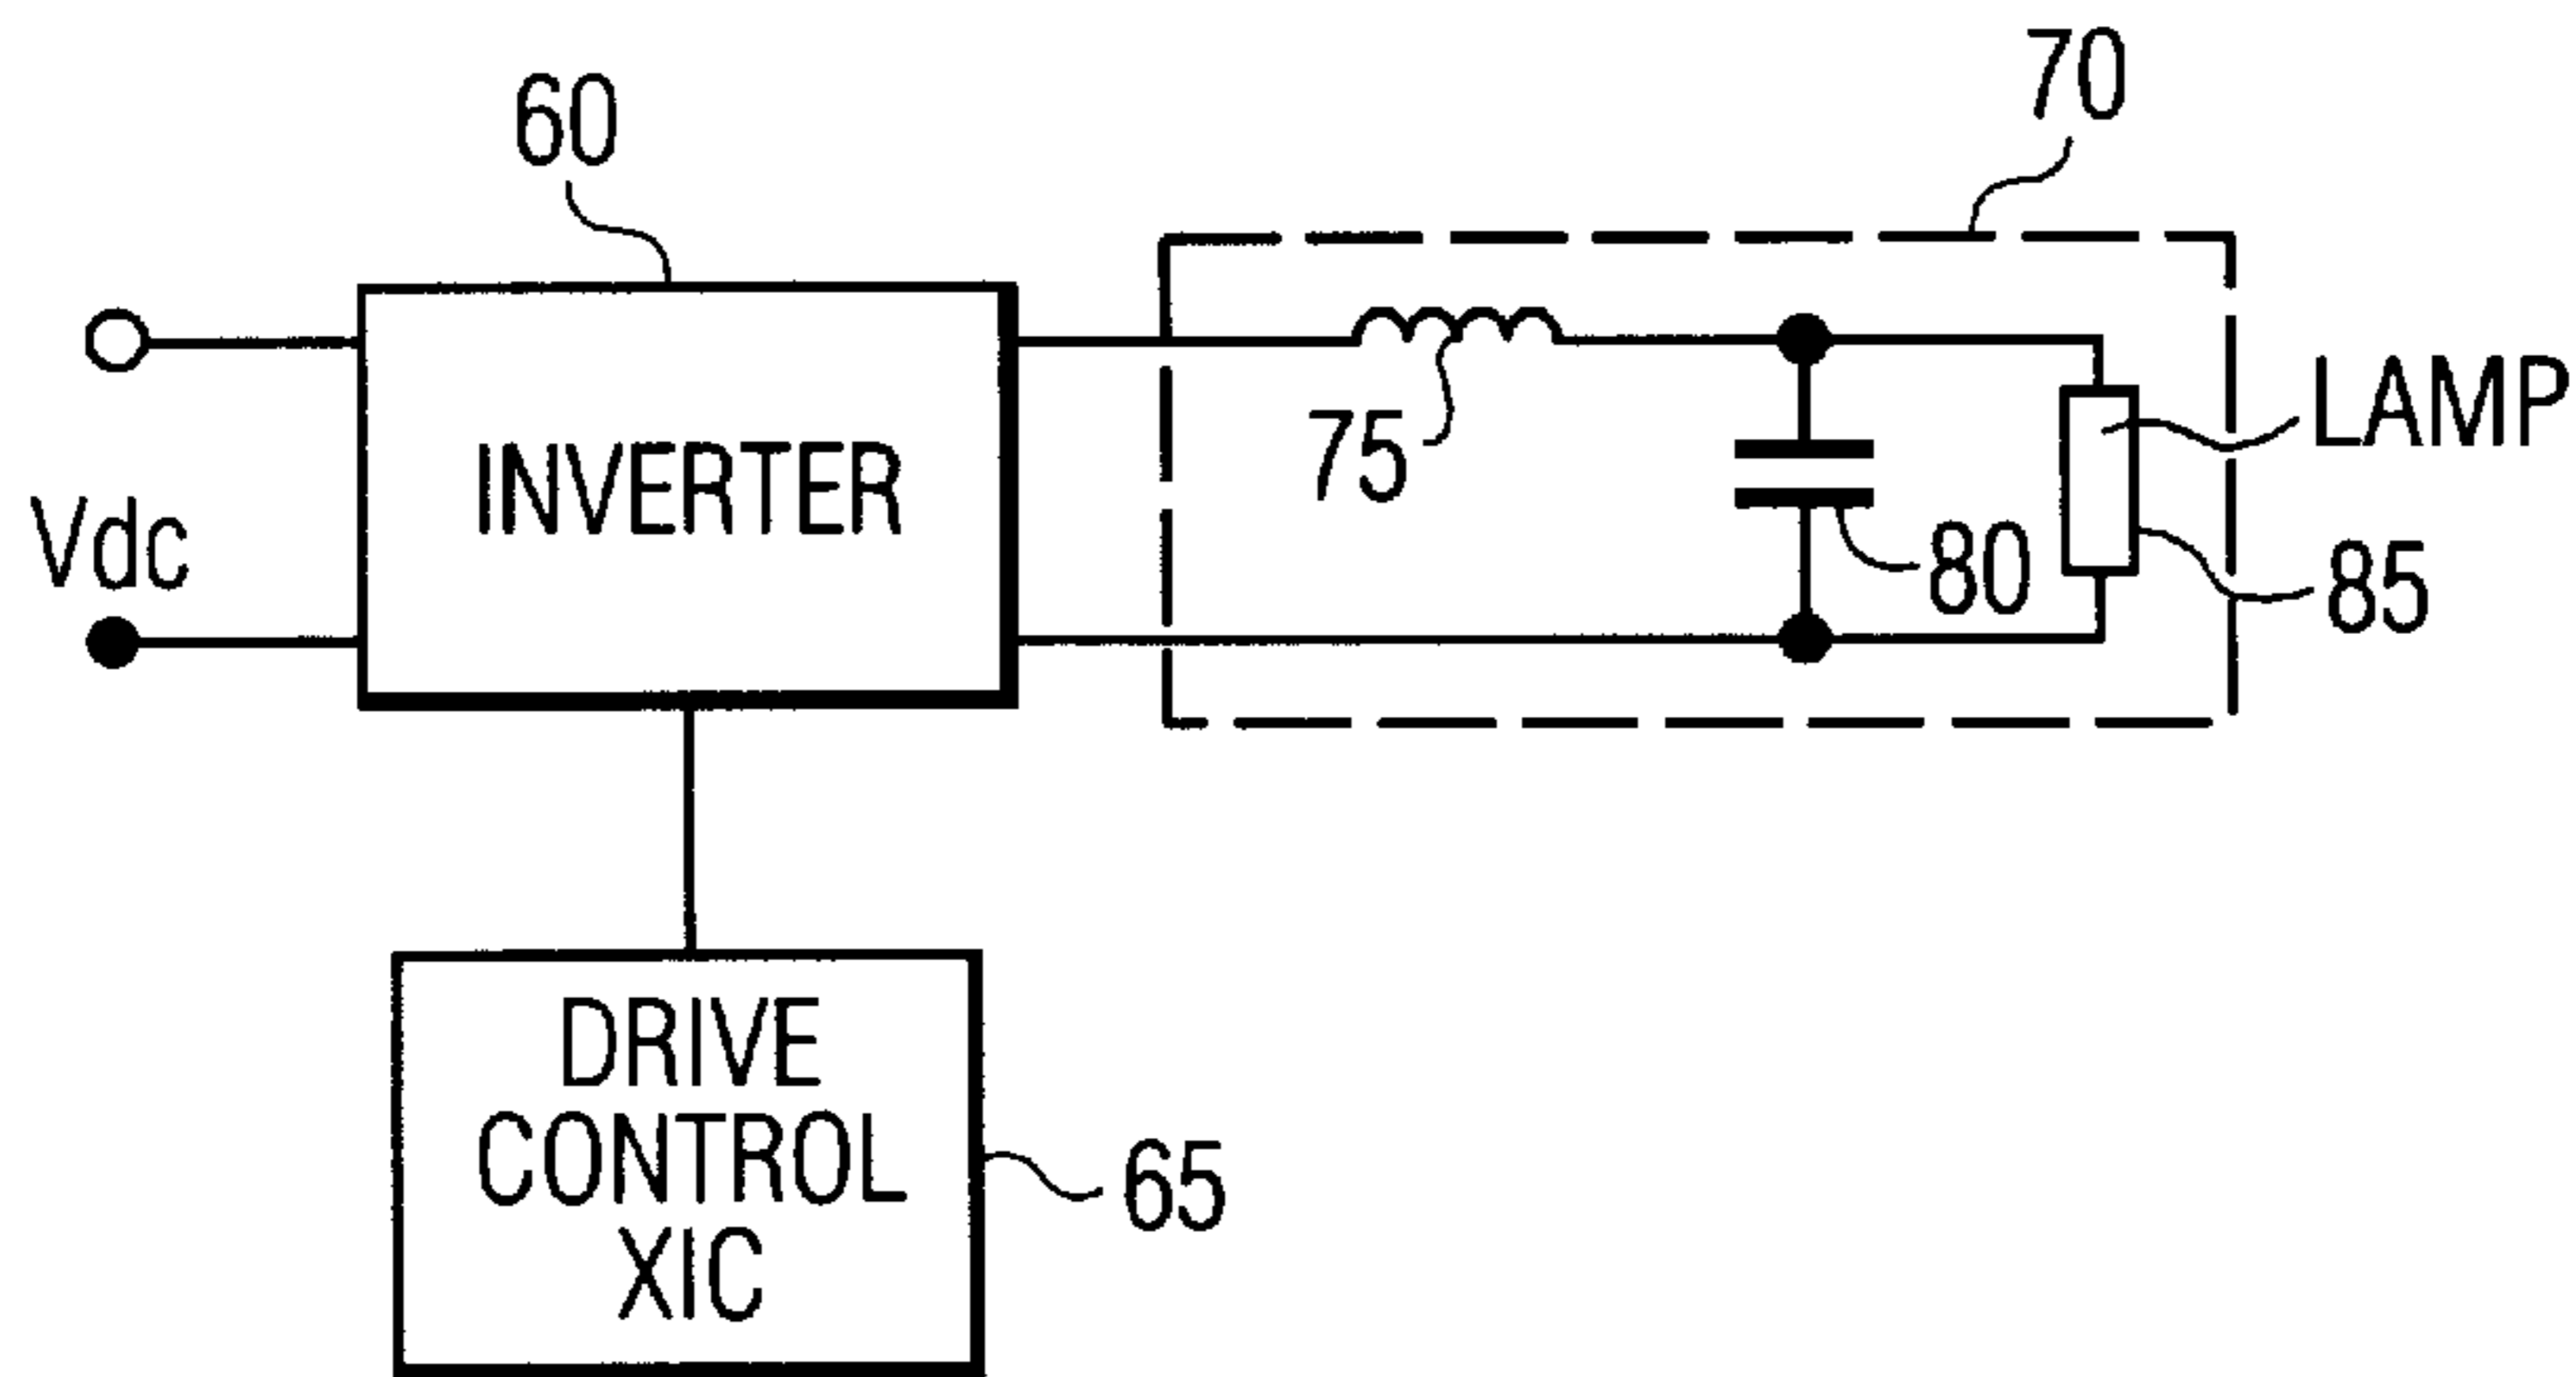 70
60
INVERTER
Vdc
75
80
LAMP
85
DRIVE
CONTROL
XIC
65